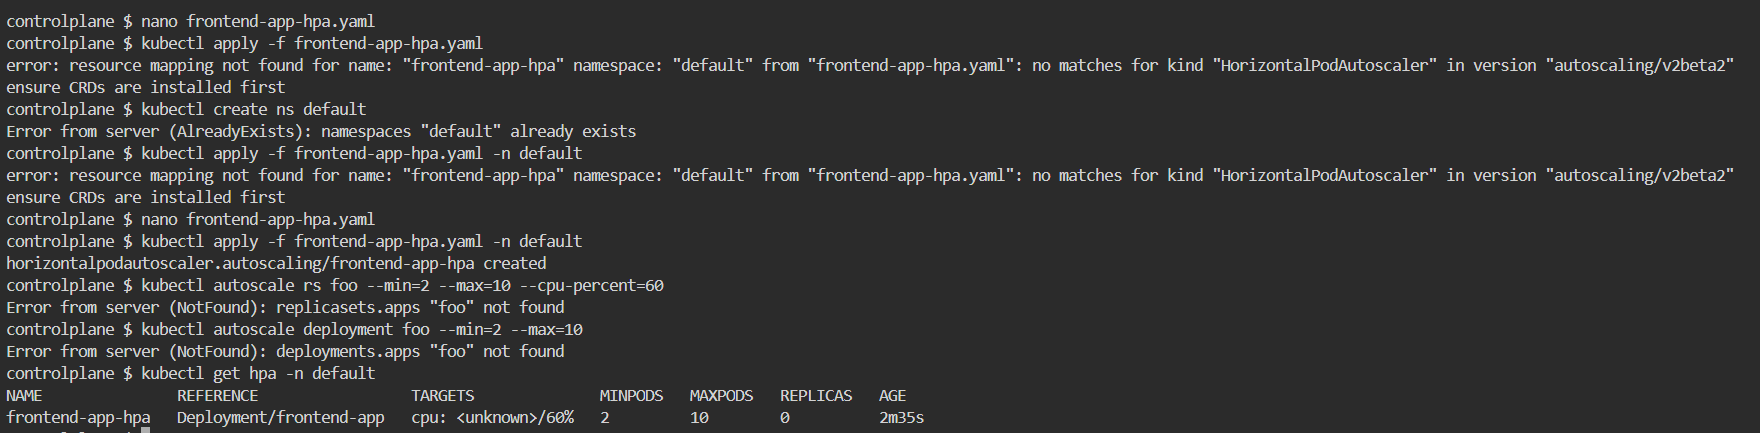 controlplane $ nano frontend-app-hpa.yaml
controlplane $ kubectl apply -f frontend-app-hpa.yaml
error: resource mapping not found for name: "frontend-app-hpa" namespace: "default" from "frontend-app-hpa.yaml": no matches for kind "HorizontalPodAutoscaler" in version "autoscaling/v2beta2"
ensure CRDs are installed first
controlplane $ kubectl create ns default
Error from server (AlreadyExists): namespaces "default" already exists
controlplane $ kubectl apply -f frontend-app-hpa.yaml -n default
error: resource mapping not found for name: "frontend-app-hpa" namespace: "default" from "frontend-app-hpa.yaml": no matches for kind "HorizontalPodAutoscaler" in version "autoscaling/v2beta2"
ensure CRDs are installed first
controlplane $ nano frontend-app-hpa.yaml
controlplane $ kubectl apply -f frontend-app-hpa.yaml -n default
horizontalpodautoscaler.autoscaling/frontend-app-hpa created
controlplane $ kubectl autoscale rs foo --min=2 --max=10 --cpu-percent=60
Error from server (NotFound): replicasets.apps "foo" not found
controlplane $ kubectl autoscale deployment foo --min=2 --max=10
Error from server (NotFound): deployments.apps "foo" not found
controlplane $ kubectl get hpa -n default
NAME REFERENCE TARGETS MINPODS MAXPODS REPLICAS AGE
frontend-app-hpa Deployment/frontend-app cpu: <unknown>/60% 2 10 0 2m35s